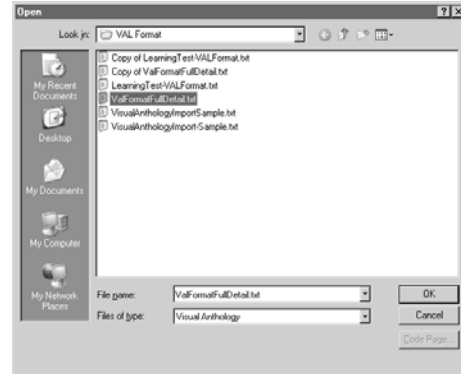 Open
Look in: VAL Format
Copy of LearningTest-VALFormat.txt
Copy of ValFormatFullDetail.txt
LearningTest-VALFormat.txt
ValFormatFullDetail.txt
VisualAnthologyImportSample.txt
VisualAnthologyImport-Sample.txt
My Recent
Documents
Desktop
My Documents
My Computer
My Network
Places
File name: ValFormatFullDetail.txt OK
Files of type: Visual Anthology Cancel
Code Page...